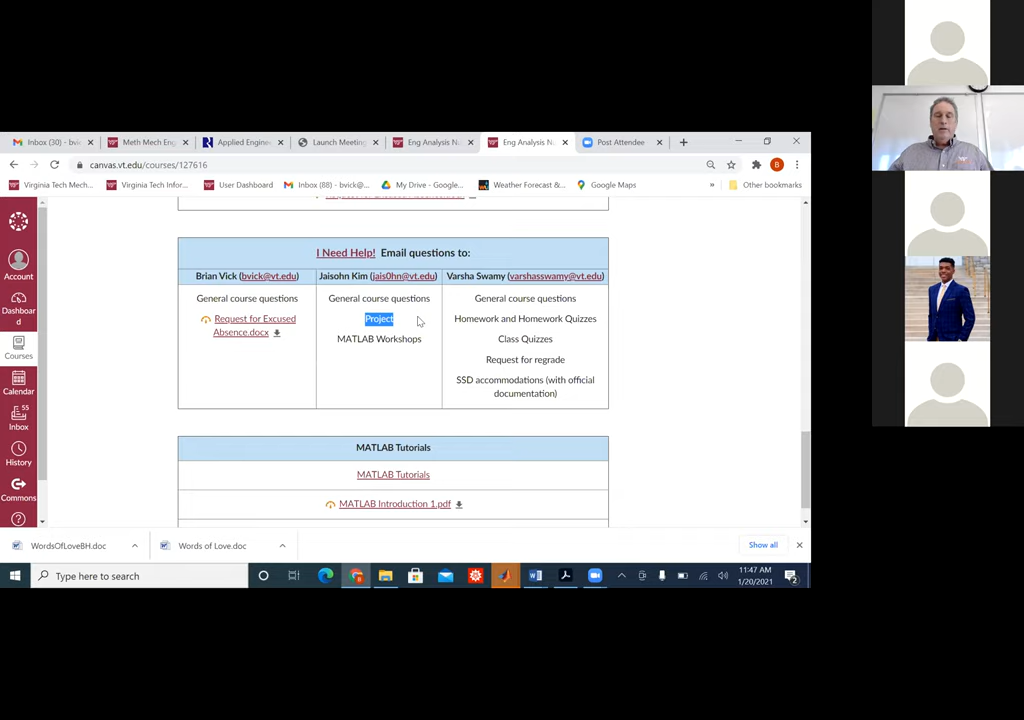 Inbox (30) - bvic
Meth Mech Eng
Applied Enginee
Launch Meeting
Eng Analysis N
Eng Analysis N
Post Attendee
canvas.vt.edu/courses/127616
B
Virginia Tech Mech...
Virginia Tech Infor...
User Dashboard
Inbox (88) - bvick@...
My Drive - Google...
Weather Forecast &...
Google Maps
»
Other bookmarks
Account
Dashboar
d
Courses
Calendar
55
Inbox
History
Commons
I Need Help! Email questions to:
Brian Vick (bvick@vt.edu)
Jaisohn Kim (jais0hn@vt.edu)
Varsha Swamy (varshasswamy@vt.edu)
General course questions
Request for Excused
Absence.docx
General course questions
Project
MATLAB Workshops
General course questions
Homework and Homework Quizzes
Class Quizzes
Request for regrade
SSD accommodations (with official
documentation)
MATLAB Tutorials
MATLAB Tutorials
MATLAB Introduction 1.pdf
WordsOfLoveBH.doc
Words of Love.doc
Show all
Type here to search
11:47 AM
1/20/2021
2